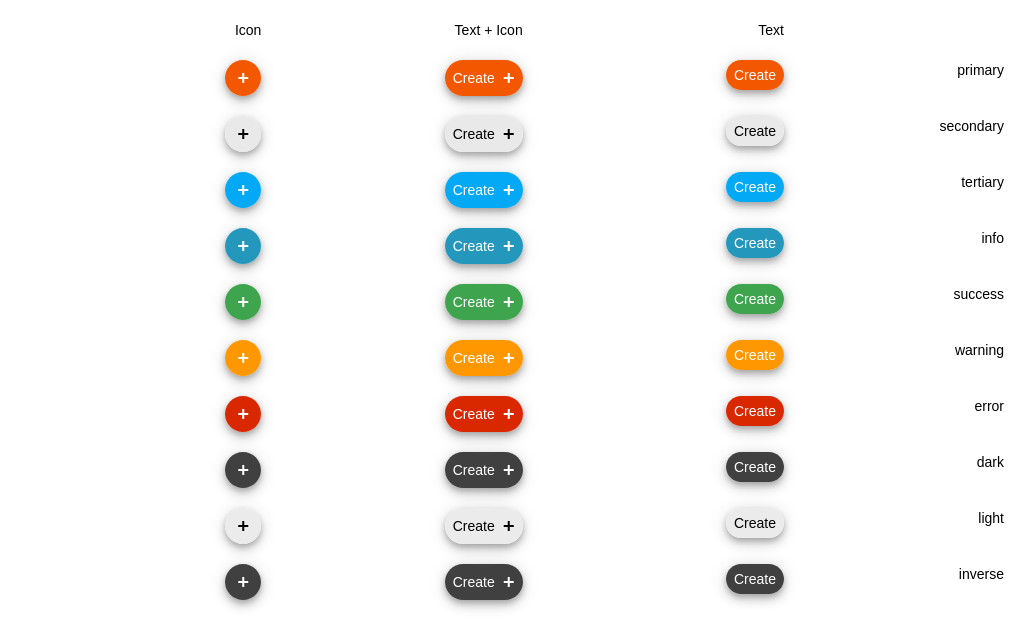 Icon Text + Icon Text
Create Create primary
Create Create secondary
Create Create tertiary
Create Create info
Create Create success
Create Create warning
Create Create error
Create Create dark
Create Create light
Create Create inverse